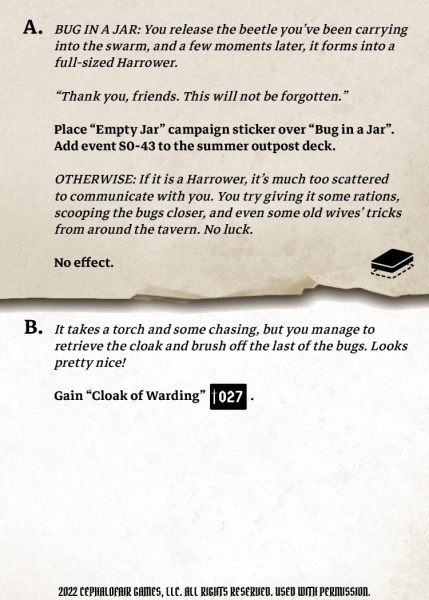 A. BUG IN A JAR: You release the beetle you’ve been carrying
into the swarm, and a few moments later, it forms into a
full-sized Harrower.
“Thank you, friends. This will not be forgotten.”
Place “Empty Jar” campaign sticker over “Bug in a Jar”.
Add event SO-43 to the summer outpost deck.
OTHERWISE: If it is a Harrower, it’s much too scattered
to communicate with you. You try giving it some rations,
scooping the bugs closer, and even some old wives’ tricks
from around the tavern. No luck.
No effect.
B. It takes a torch and some chasing, but you manage to
retrieve the cloak and brush off the last of the bugs. Looks
pretty nice!
Gain “Cloak of Warding” 027 .
2022 CEPHALOFAIR GAMES, LLC. ALL RIGHTS RESERVED. USED WITH PERMISSION.